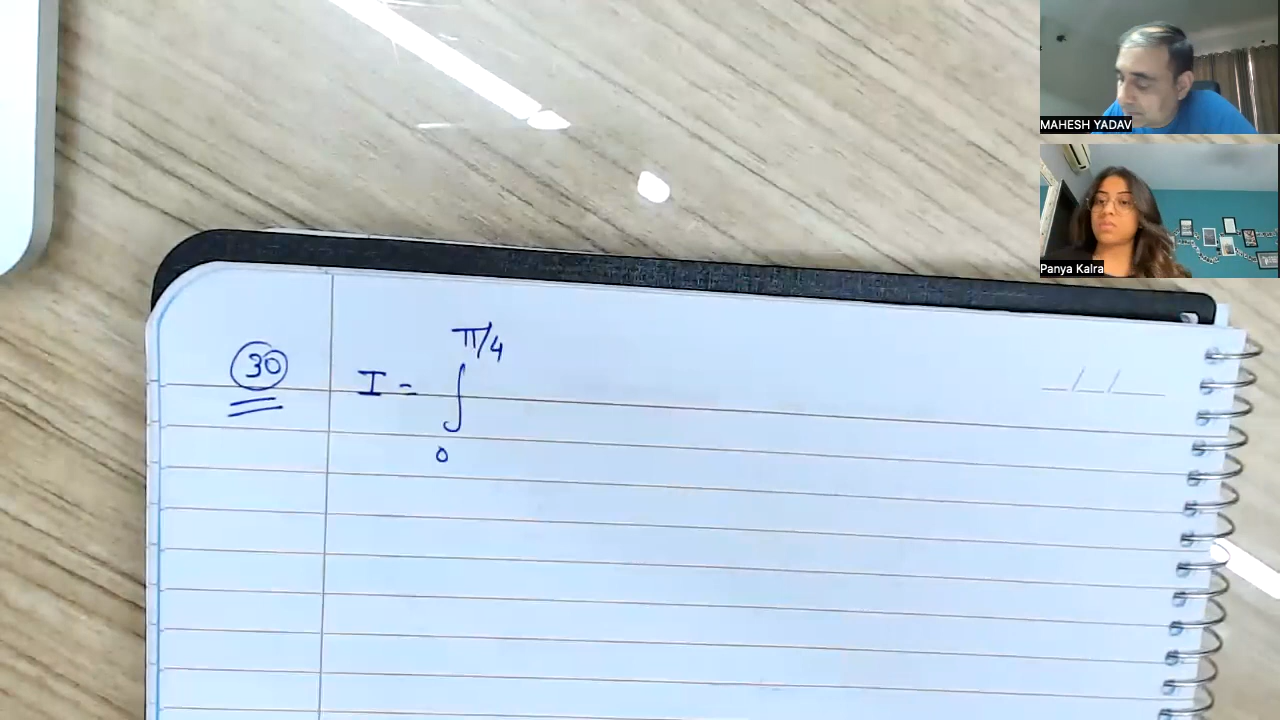 MAHESH YADAV
Panya Kalra
30 I = ∫
π/4
0
_/_/_